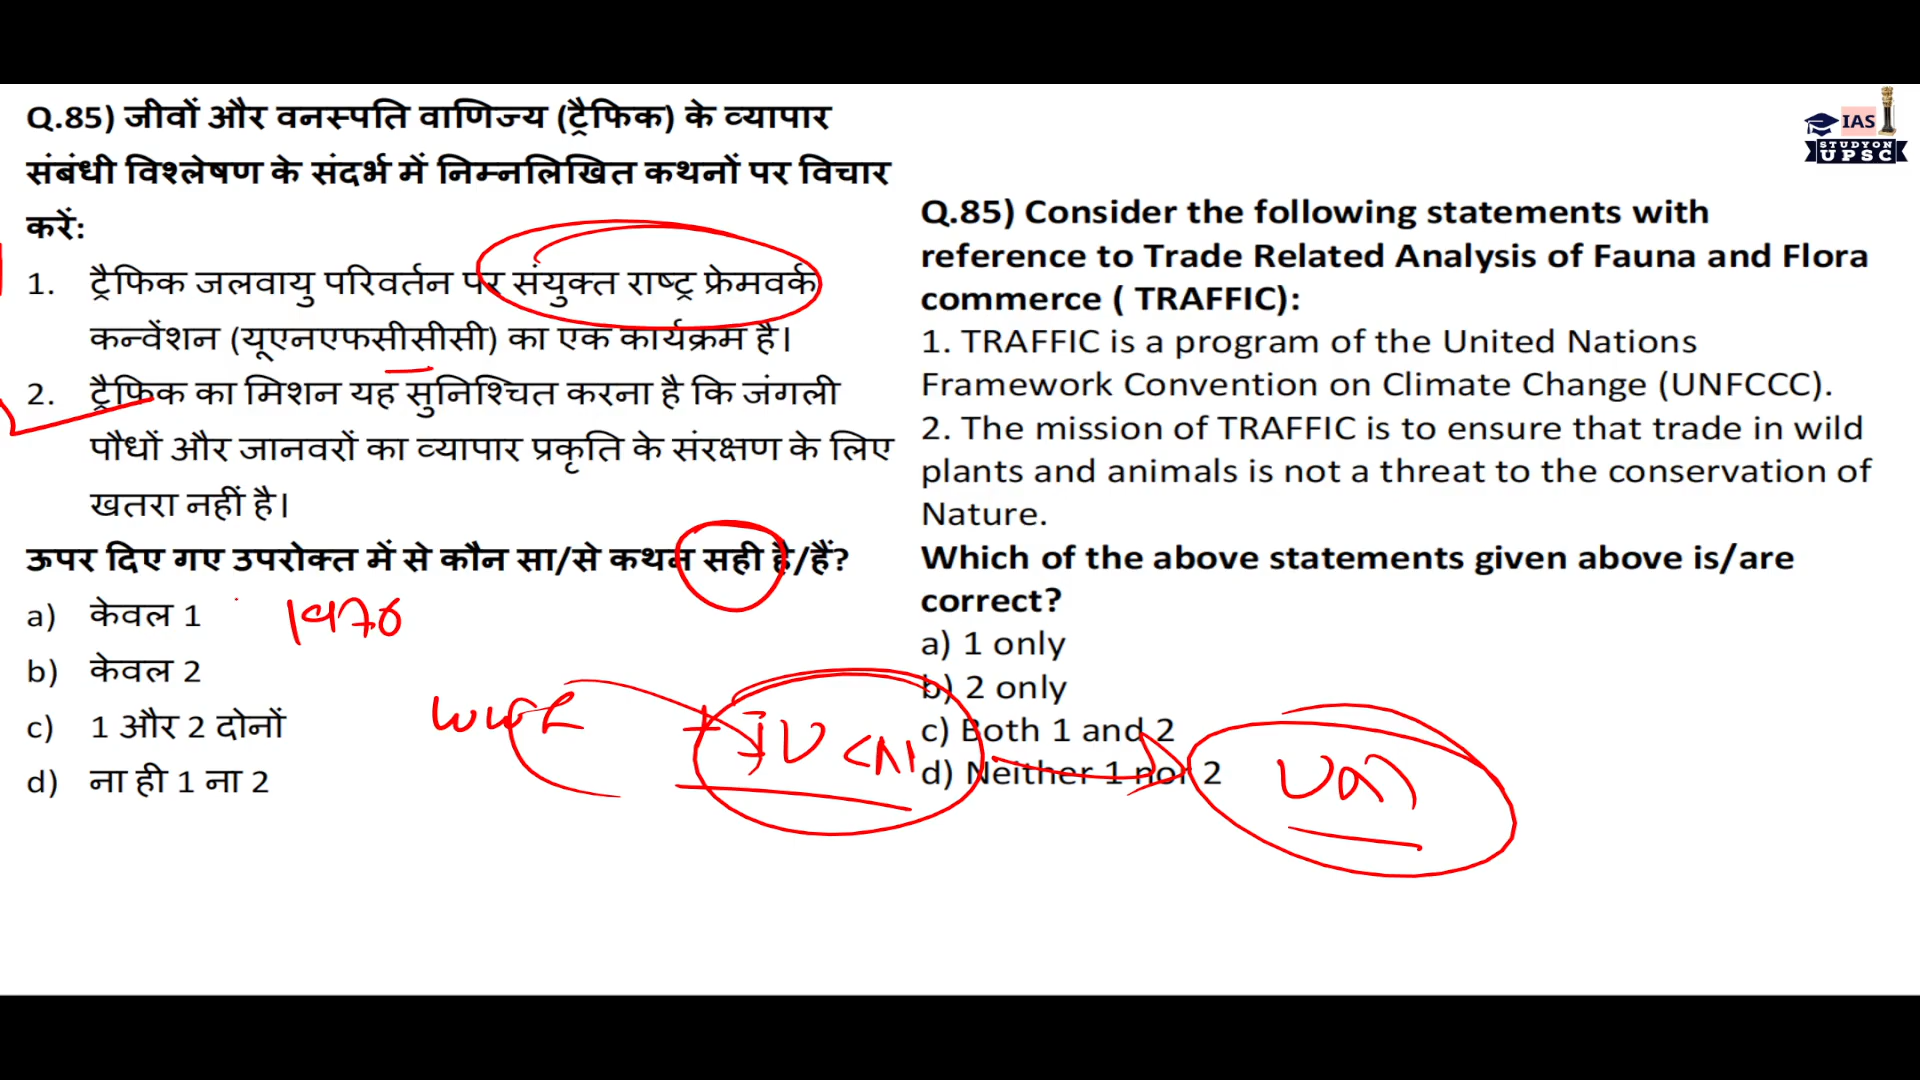 Q.85) जीवों और वनस्पति वाणिज्य (ट्रैफिक) के व्यापार
संबंधी विश्लेषण के संदर्भ में निम्नलिखित कथनों पर विचार
करें:
1. ट्रैफिक जलवायु परिवर्तन पर संयुक्त राष्ट्र फ्रेमवर्क
कन्वेंशन (यूएनएफसीसीसी) का एक कार्यक्रम है।
2. ट्रैफिक का मिशन यह सुनिश्चित करना है कि जंगली
पौधों और जानवरों का व्यापार प्रकृति के संरक्षण के लिए
खतरा नहीं है।
ऊपर दिए गए उपरोक्त में से कौन सा/से कथन सही है/हैं?
a) केवल 1
1976
b) केवल 2
c) 1 और 2 दोनों
d) ना ही 1 ना 2
IAS
STUDYON
UPSC
Q.85) Consider the following statements with
reference to Trade Related Analysis of Fauna and Flora
commerce ( TRAFFIC):
1. TRAFFIC is a program of the United Nations
Framework Convention on Climate Change (UNFCCC).
2. The mission of TRAFFIC is to ensure that trade in wild
plants and animals is not a threat to the conservation of
Nature.
Which of the above statements given above is/are
correct?
a) 1 only
b) 2 only
c) Both 1 and 2
d) Neither 1 nor 2